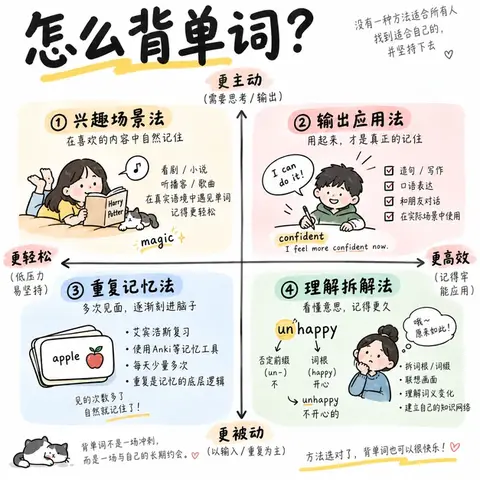 怎么背单词?
没有一种方法适合所有人
找到适合自己的,
并坚持下去
更主动
(需要思考 / 输出)
① 兴趣场景法
在喜欢的内容中自然记住
看剧 / 小说
听播客 / 歌曲
在真实语境中遇见单词
记得更轻松
Harry
Potter
magic
② 输出应用法
用起来,才是真正的记住
I can
do it!
造句 / 写作
口语表达
和朋友对话
在实际场景中使用
confident
I feel more confident now.
更轻松
(低压力
易坚持)
更高效
(记得牢
能应用)
③ 重复记忆法
多次见面,逐渐刻进脑子
apple
• 艾宾浩斯复习
• 使用Anki等记忆工具
• 每天少量多次
• 重复是记忆的底层逻辑
见的次数多了
自然就记住了!
④ 理解拆解法
看懂意思,记得更久
unhappy
否定前缀
(un-)
不
词根
(happy)
开心
unhappy
不开心的
哦~
原来如此!
• 拆词根 / 词缀
• 联想画面
• 理解词义变化
• 建立自己的知识网络
更被动
(以输入 / 重复为主)
背单词不是一场冲刺,
而是一场与自己的长期约会。
方法选对了,背单词也可以很快乐!